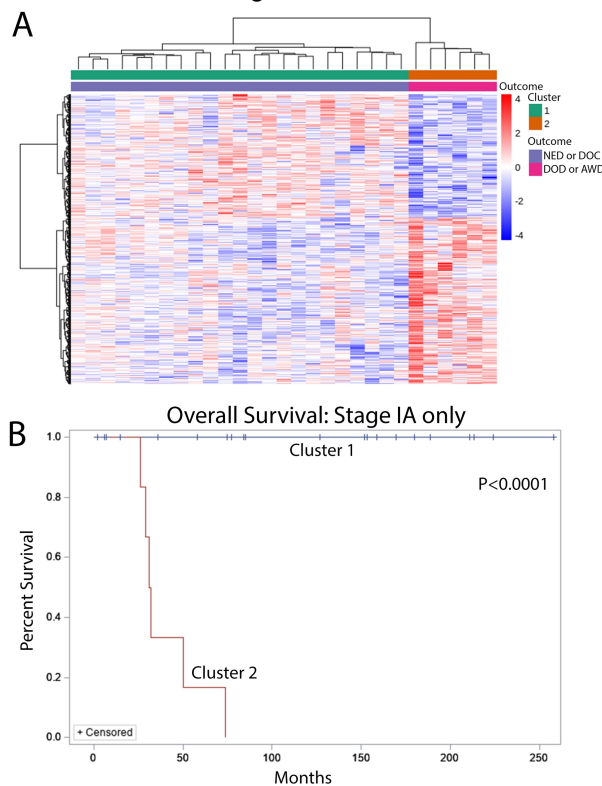 A
Outcome
Cluster
1
2
Outcome
NED or DOC
DOD or AWD
4
2
0
-2
-4
B
Overall Survival: Stage IA only
Cluster 1
P<0.0001
Cluster 2
+ Censored
Percent Survival
1.0
0.8
0.6
0.4
0.2
0.0
0
50
100
150
200
250
Months